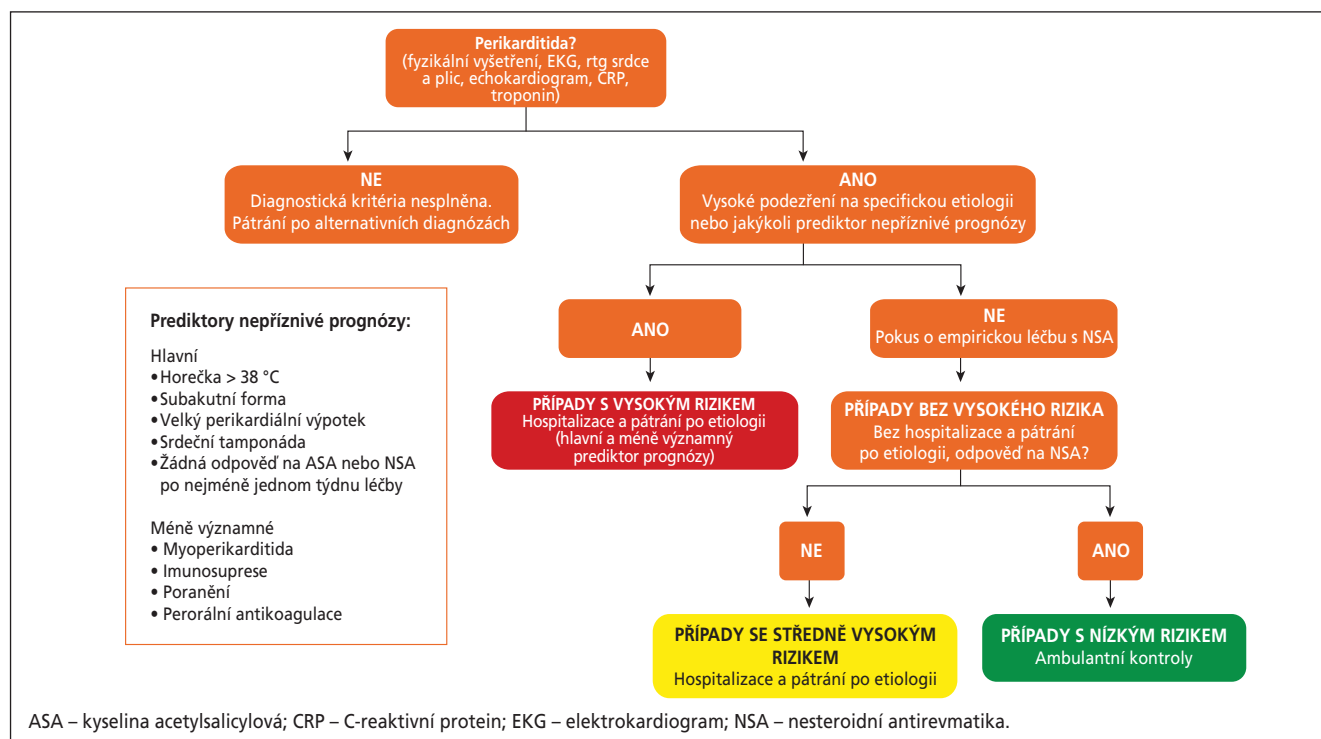 Perikarditida?
(fyzikální vyšetření, EKG, rtg srdce
a plic, echokardiogram, CRP,
troponin)
NE
Diagnostická kritéria nesplněna.
Pátrání po alternativních diagnózách
ANO
Vysoké podezření na specifickou etiologii
nebo jakýkoli prediktor nepříznivé prognózy
ANO
NE
Pokus o empirickou léčbu s NSA
Prediktory nepříznivé prognózy:
Hlavní
•Horečka > 38 °C
•Subakutní forma
•Velký perikardiální výpotek
•Srdeční tamponáda
•Žádná odpověď na ASA nebo NSA
po nejméně jednom týdnu léčby
Méně významné
• Myoperikarditida
• Imunosuprese
• Poranění
• Perorální antikoagulace
PŘÍPADY S VYSOKÝM RIZIKEM
Hospitalizace a pátrání po etiologii
(hlavní a méně významný
prediktor prognózy)
PŘÍPADY BEZ VYSOKÉHO RIZIKA
Bez hospitalizace a pátrání
po etiologii, odpověď na NSA?
NE
ANO
PŘÍPADY SE STŘEDNĚ VYSOKÝM
RIZIKEM
Hospitalizace a pátrání po etiologii
PŘÍPADY S NÍZKÝM RIZIKEM
Ambulantní kontroly
ASA – kyselina acetylsalicylová; CRP – C-reaktivní protein; EKG – elektrokardiogram; NSA – nesteroidní antirevmatika.